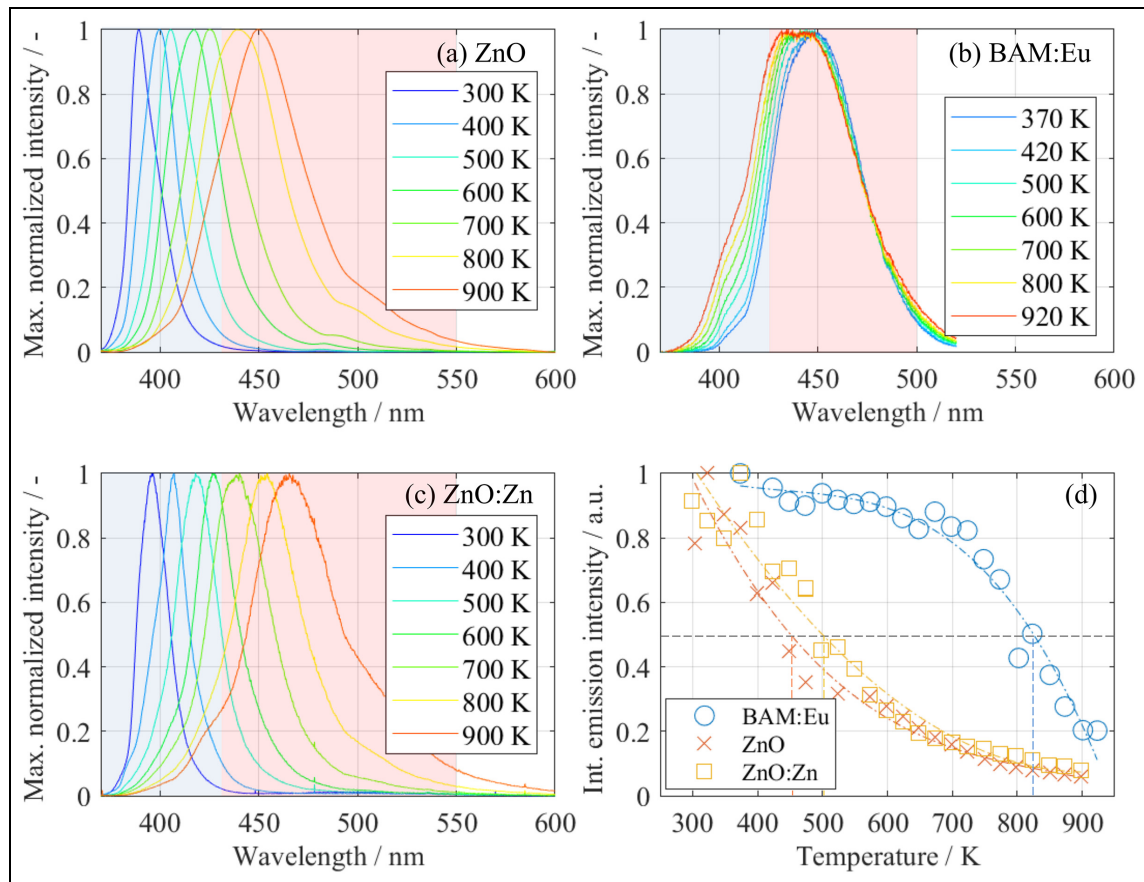 (a) ZnO
Max. normalized intensity / -
1
0.8
0.6
0.4
0.2
0
300 K
400 K
500 K
600 K
700 K
800 K
900 K
400
450
500
550
600
Wavelength / nm
(b) BAM:Eu
Max. normalized intensity / -
1
0.8
0.6
0.4
0.2
0
370 K
420 K
500 K
600 K
700 K
800 K
920 K
400
450
500
550
600
Wavelength / nm
(c) ZnO:Zn
Max. normalized intensity / -
1
0.8
0.6
0.4
0.2
0
300 K
400 K
500 K
600 K
700 K
800 K
900 K
400
450
500
550
600
Wavelength / nm
(d)
Int. emission intensity / a.u.
1
0.8
0.6
0.4
0.2
0
BAM:Eu
ZnO
ZnO:Zn
300
400
500
600
700
800
900
Temperature / K